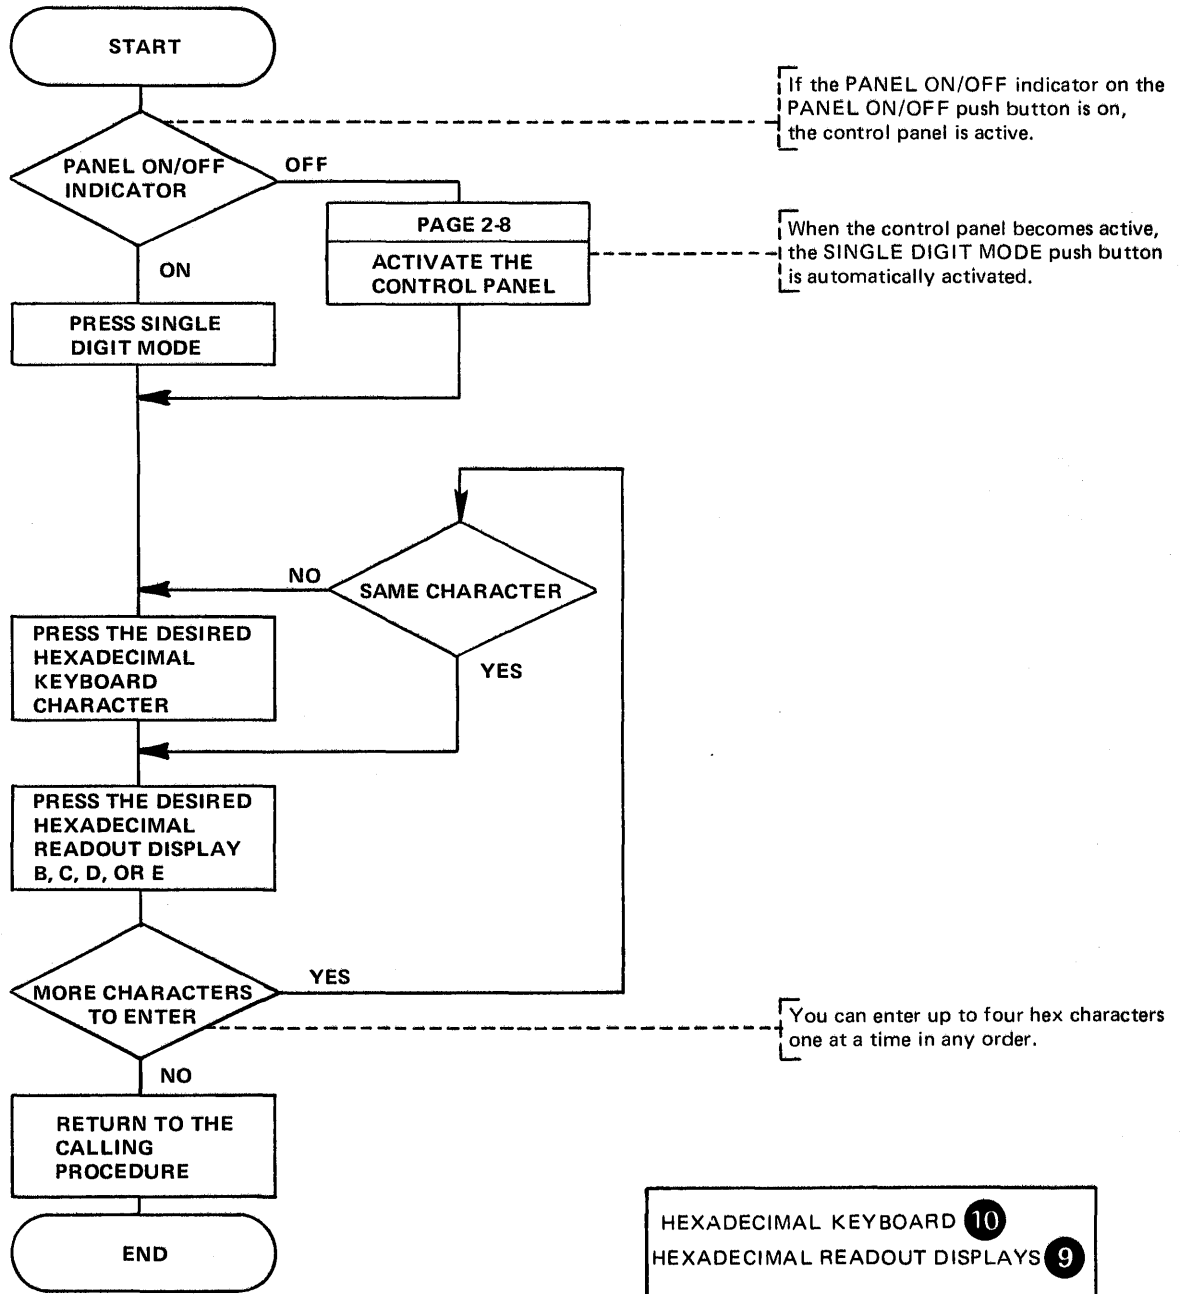 START
If the PANEL ON/OFF indicator on the
PANEL ON/OFF push button is on,
the control panel is active.
PANEL ON/OFF
INDICATOR
OFF
PAGE 2-8
ACTIVATE THE
CONTROL PANEL
When the control panel becomes active,
the SINGLE DIGIT MODE push button
is automatically activated.
ON
PRESS SINGLE
DIGIT MODE
NO
SAME CHARACTER
YES
PRESS THE DESIRED
HEXADECIMAL
KEYBOARD
CHARACTER
PRESS THE DESIRED
HEXADECIMAL
READOUT DISPLAY
B, C, D, OR E
MORE CHARACTERS
TO ENTER
YES
You can enter up to four hex characters
one at a time in any order.
NO
RETURN TO THE
CALLING
PROCEDURE
END
HEXADECIMAL KEYBOARD 10
HEXADECIMAL READOUT DISPLAYS 9